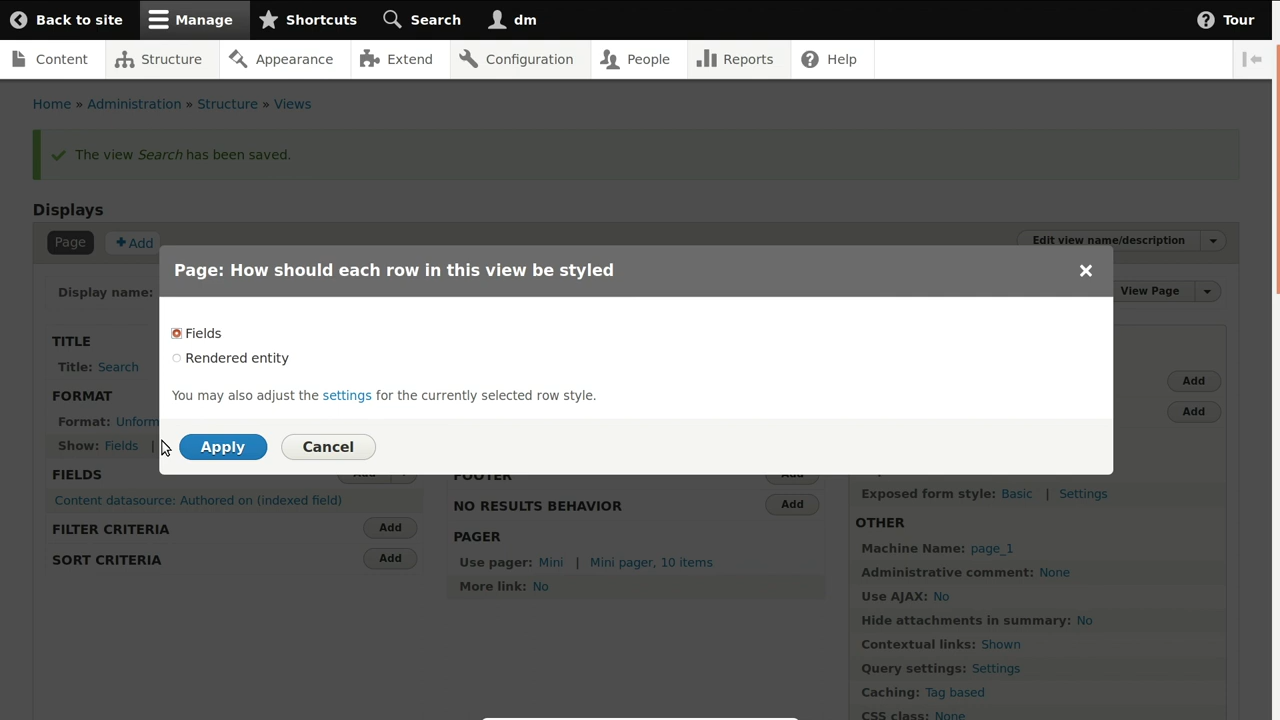 Back to site Manage Shortcuts Search dm Tour
Content Structure Appearance Extend Configuration People Reports Help
Home » Administration » Structure » Views
The view Search has been saved.
Displays
Page Add Edit view name/description
Page: How should each row in this view be styled
Display name: View Page
Fields
TITLE
Rendered entity
Title: Search
Add
FORMAT
You may also adjust the settings for the currently selected row style.
Add
Format: Unform
Show: Fields |
Apply Cancel
FIELDS
FOOTER
Add
Content datasource: Authored on (indexed field)
Exposed form style: Basic | Settings
NO RESULTS BEHAVIOR Add
FILTER CRITERIA Add
OTHER
PAGER
Machine Name: page_1
SORT CRITERIA Add
Use pager: Mini | Mini pager, 10 items
Administrative comment: None
More link: No
Use AJAX: No
Hide attachments in summary: No
Contextual links: Shown
Query settings: Settings
Caching: Tag based
CSS class: None